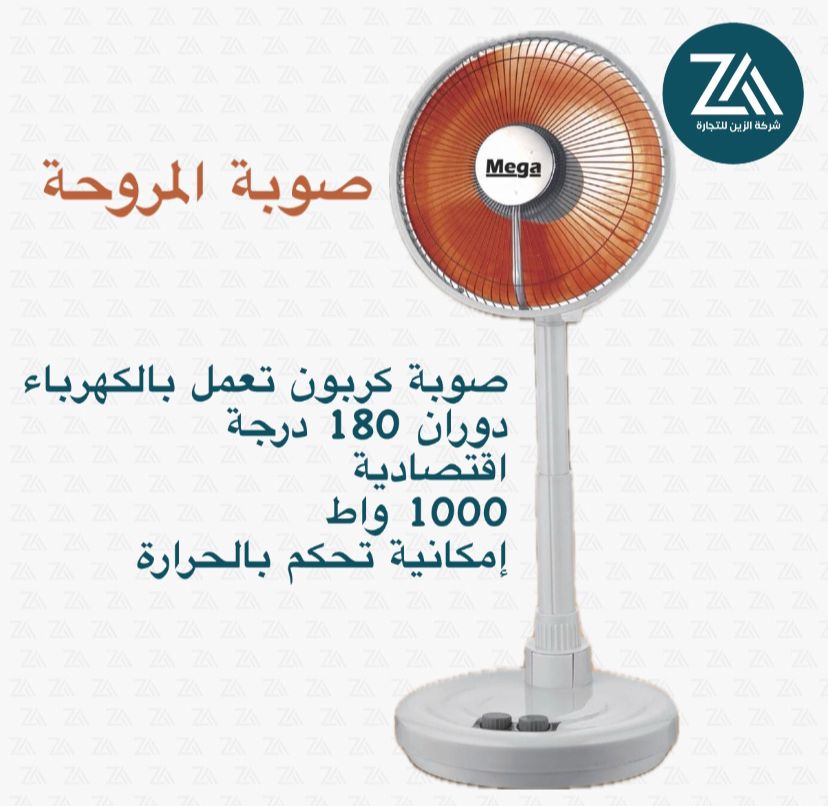 شركة الزين للتجارة
Mega
صوبة المروحة
صوبة كربون تعمل بالكهرباء
دوران 180 درجة
اقتصادية
1000 واط
إمكانية تحكم بالحرارة